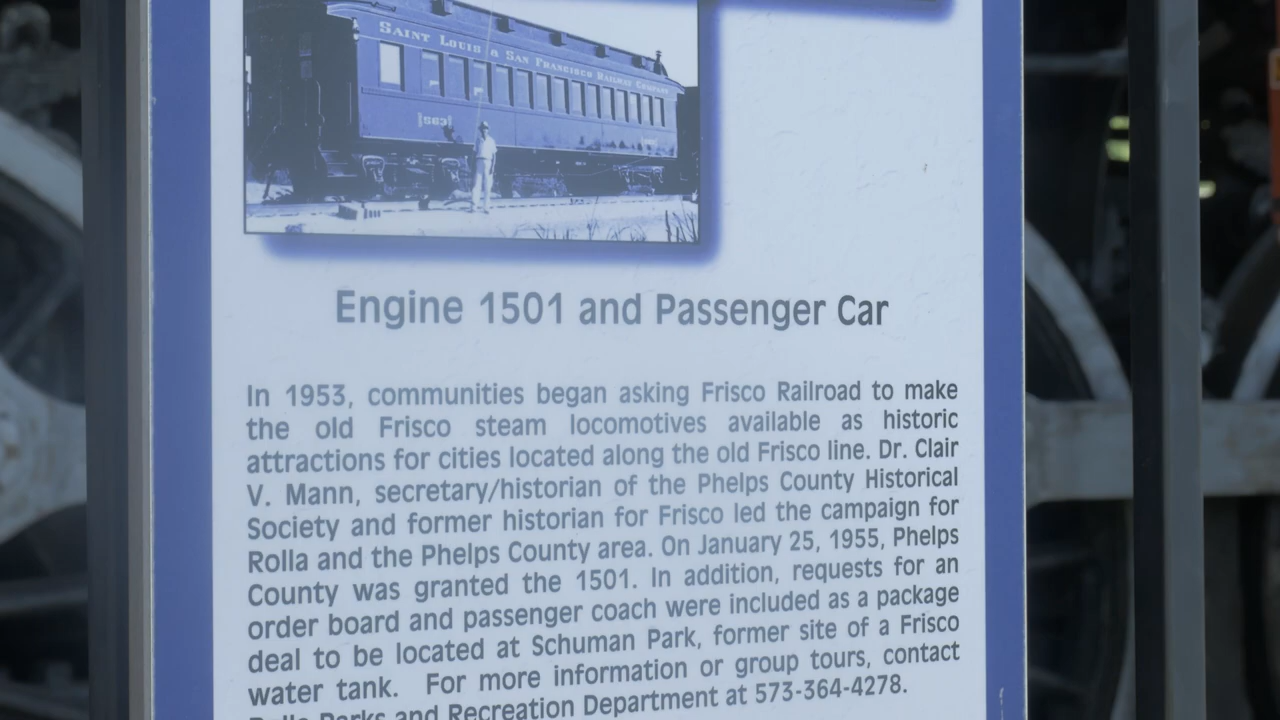 SAINT LOUIS & SAN FRANCISCO RAILWAY COMPANY
563
Engine 1501 and Passenger Car
In 1953, communities began asking Frisco Railroad to make
the old Frisco steam locomotives available as historic
attractions for cities located along the old Frisco line. Dr. Clair
V. Mann, secretary/historian of the Phelps County Historical
Society and former historian for Frisco led the campaign for
Rolla and the Phelps County area. On January 25, 1955, Phelps
County was granted the 1501. In addition, requests for an
order board and passenger coach were included as a package
deal to be located at Schuman Park, former site of a Frisco
water tank. For more information or group tours, contact
Rolla Parks and Recreation Department at 573-364-4278.